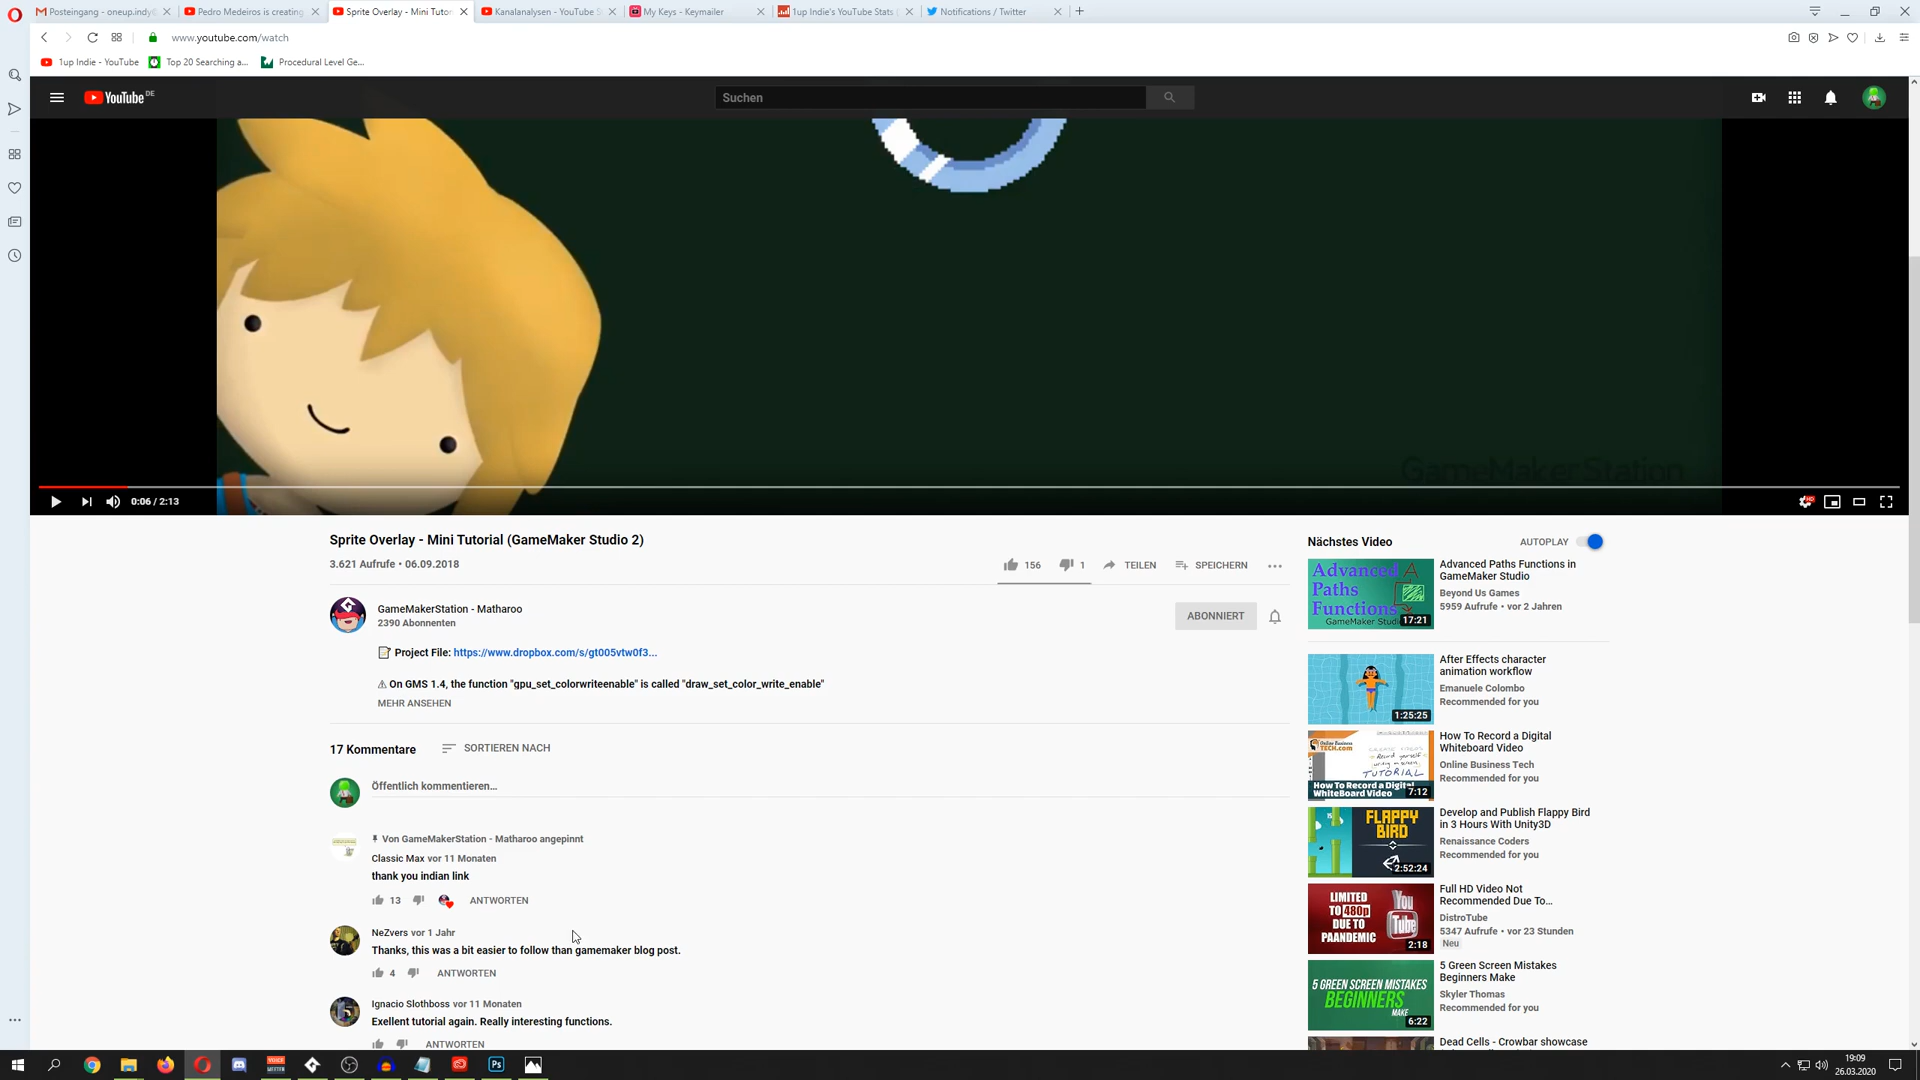 Posteingang - oneup.indy@
Pedro Medeiros is creating
Sprite Overlay - Mini Tutor
Kanalanalysen - YouTube S
My Keys - Keymailer
1up Indie's YouTube Stats (
Notifications / Twitter
www.youtube.com/watch
1up Indie - YouTube
Top 20 Searching a...
Procedural Level Ge...
YouTube DE
Suchen
GameMaker Station
0:06 / 2:13
Sprite Overlay - Mini Tutorial (GameMaker Studio 2)
3.621 Aufrufe • 06.09.2018
156
1
TEILEN
SPEICHERN
GameMakerStation - Matharoo
2390 Abonnenten
ABONNIERT
Project File: https://www.dropbox.com/s/gt005vtw0f3...
On GMS 1.4, the function "gpu_set_colorwriteenable" is called "draw_set_color_write_enable"
MEHR ANSEHEN
17 Kommentare
SORTIEREN NACH
Öffentlich kommentieren...
Von GameMakerStation - Matharoo angepinnt
Classic Max vor 11 Monaten
thank you indian link
13
ANTWORTEN
NeZvers vor 1 Jahr
Thanks, this was a bit easier to follow than gamemaker blog post.
4
ANTWORTEN
Ignacio Slothboss vor 11 Monaten
Exellent tutorial again. Really interesting functions.
ANTWORTEN
Nächstes Video
AUTOPLAY
Advanced
Paths
Functions
GameMaker Studi
17:21
Advanced Paths Functions in
GameMaker Studio
Beyond Us Games
5959 Aufrufe • vor 2 Jahren
1:25:25
After Effects character
animation workflow
Emanuele Colombo
Recommended for you
Online Business
TECH.com
TUTORIAL
How To Record a Digital
WhiteBoard Video
7:12
How To Record a Digital
Whiteboard Video
Online Business Tech
Recommended for you
FLAPPY
BIRD
2:52:24
Develop and Publish Flappy Bird
in 3 Hours With Unity3D
Renaissance Coders
Recommended for you
LIMITED
TO 480p
DUE TO
PAANDEMIC
You
Tube
2:18
Full HD Video Not
Recommended Due To...
DistroTube
5347 Aufrufe • vor 23 Stunden
Neu
5 GREEN SCREEN MISTAKES
BEGINNERS
MAKE
6:22
5 Green Screen Mistakes
Beginners Make
Skyler Thomas
Recommended for you
Dead Cells - Crowbar showcase
Ps
19:09
26.03.2020